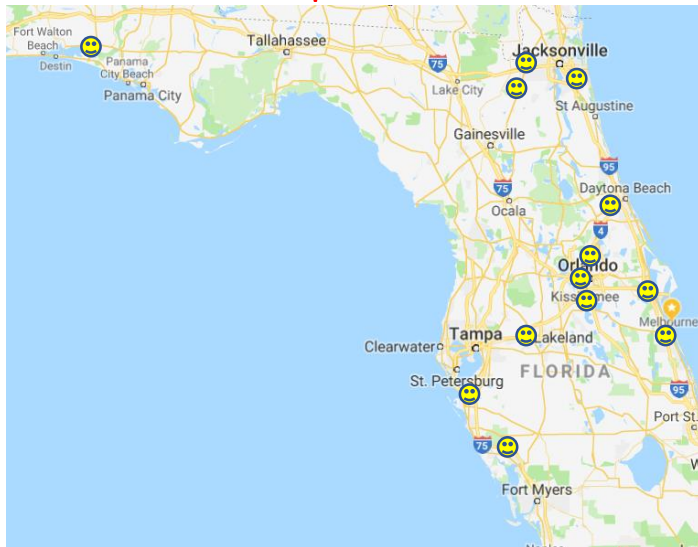 Fort Walton
Beach
Destin
Panama
City Beach
Panama City
Tallahassee
75
Lake City
Jacksonville
St Augustine
Gainesville
95
75
Ocala
Daytona Beach
4
Orlando
Melbourne
Clearwater
Tampa
Lakeland
St. Petersburg
FLORIDA
95
Port St.
75
Fort Myers